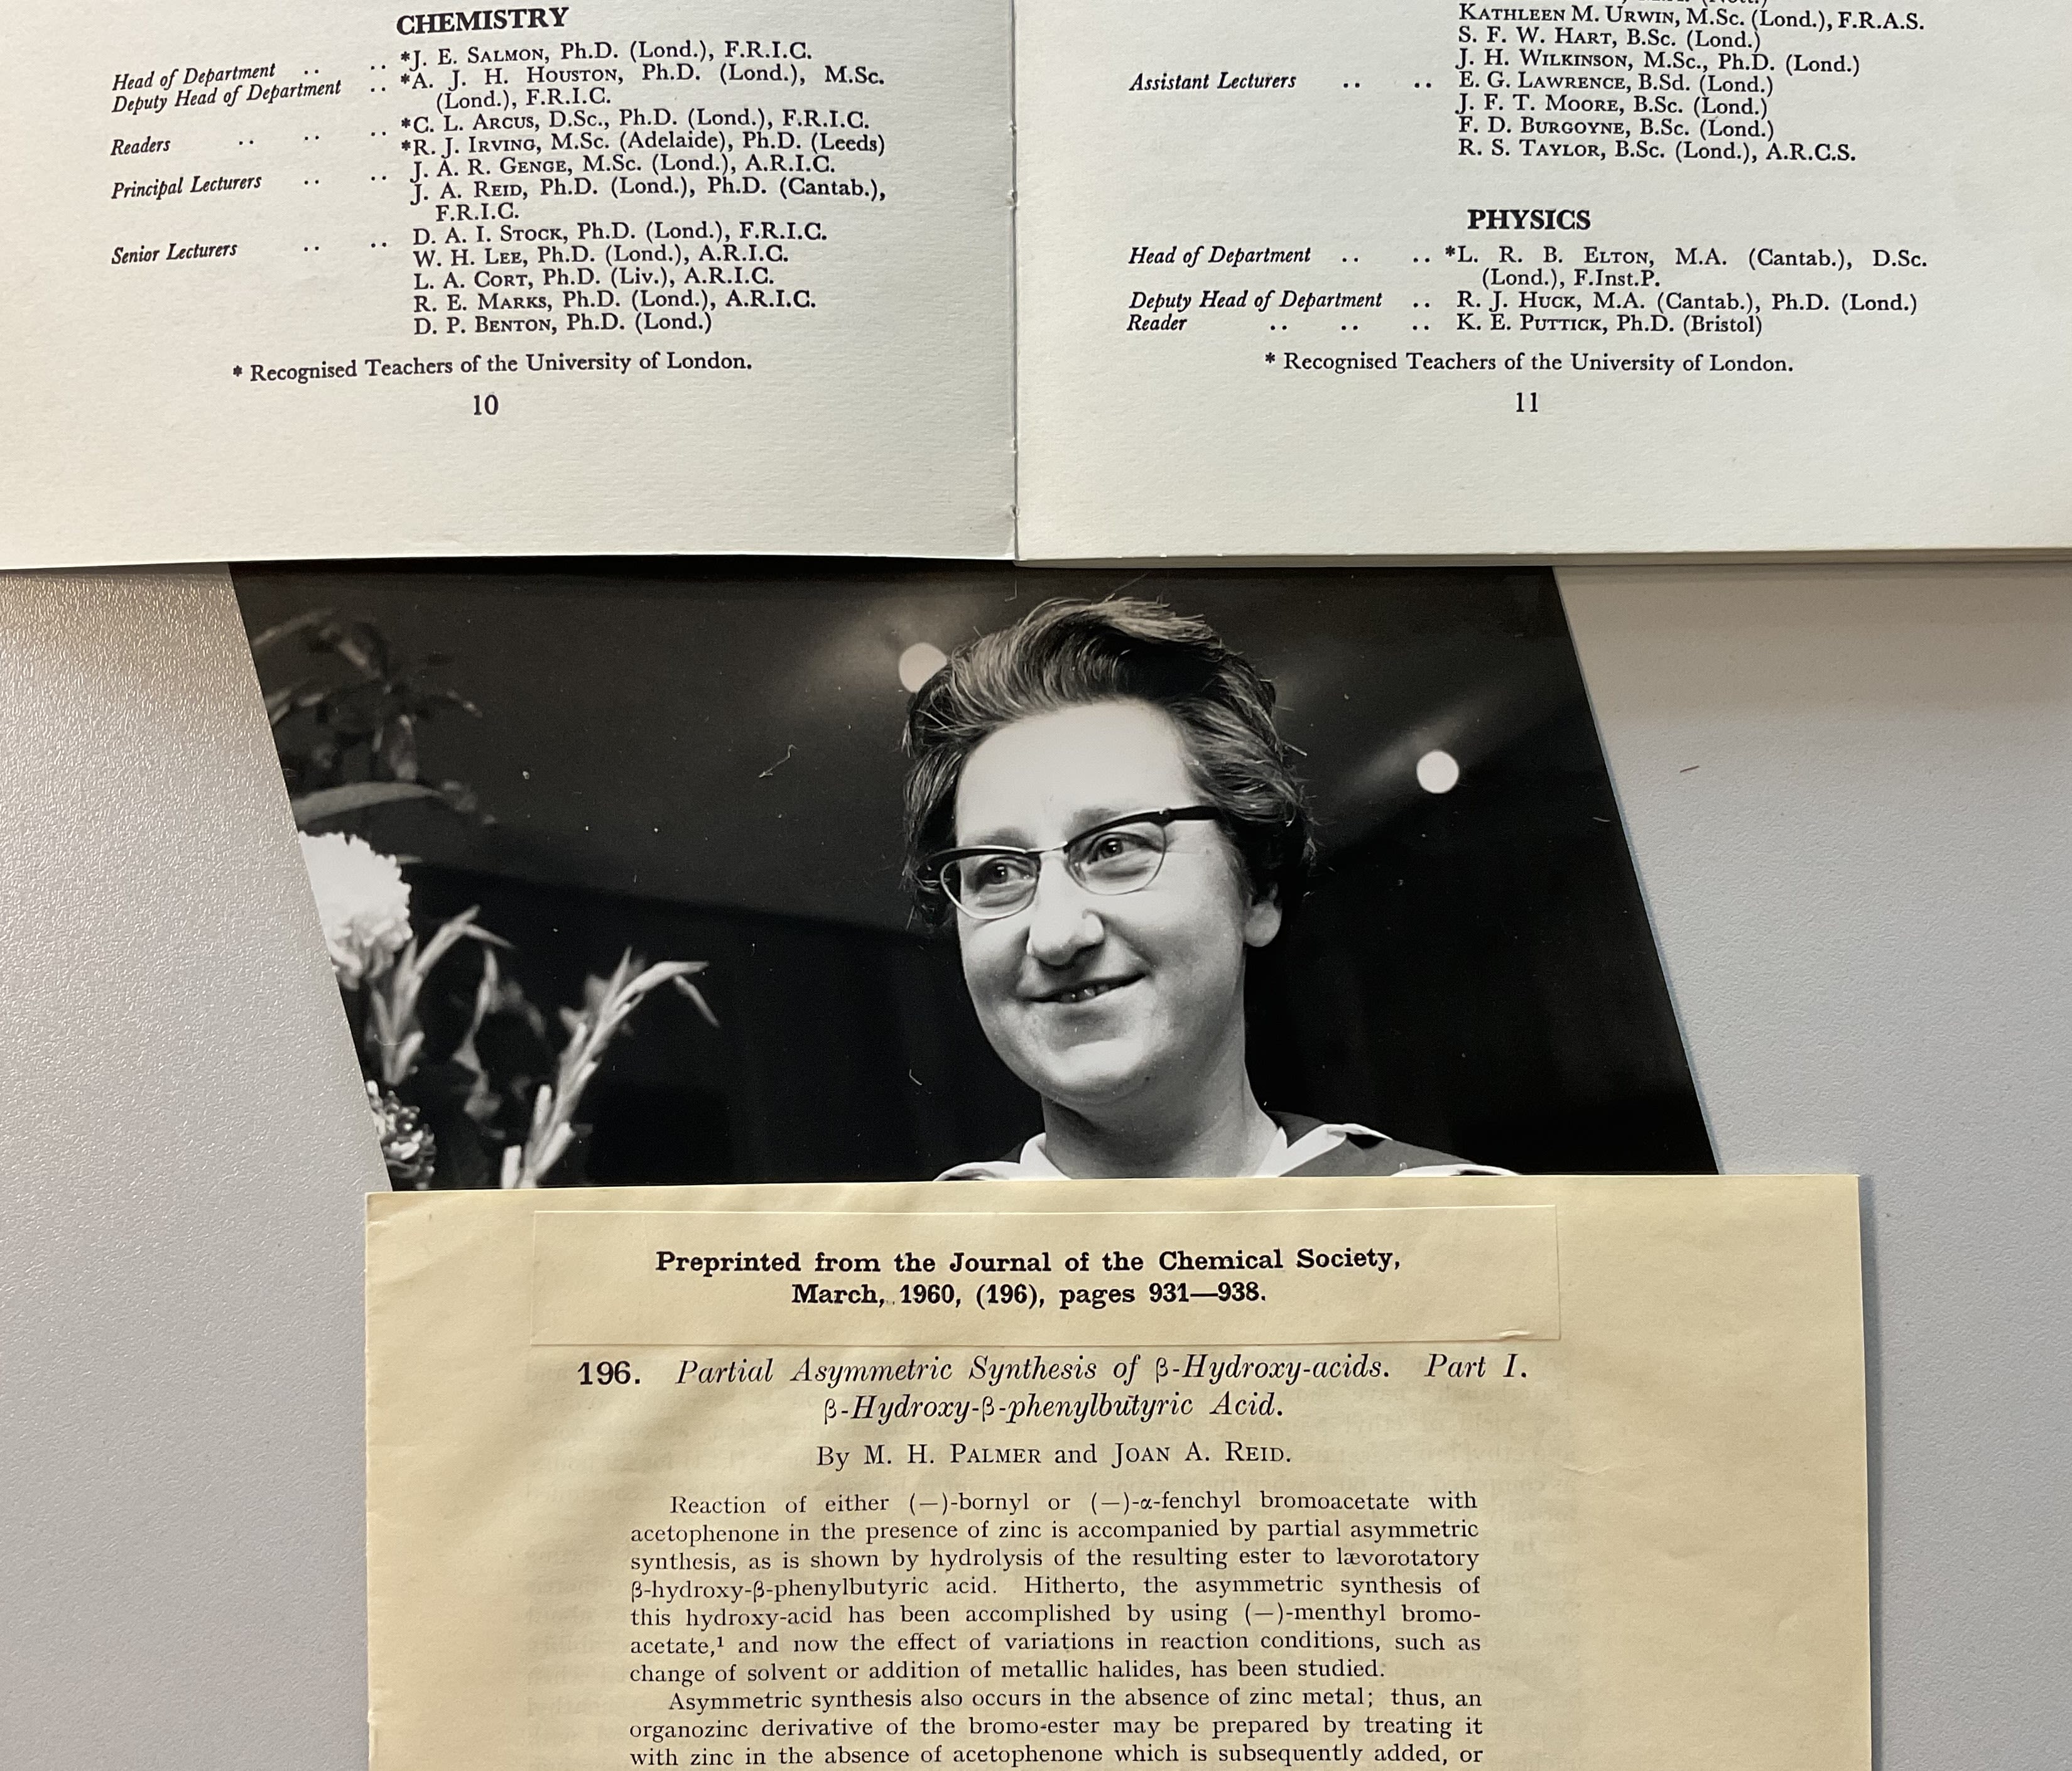 CHEMISTRY
Head of Department .. .. *J. E. SALMON, Ph.D. (Lond.), F.R.I.C.
Deputy Head of Department .. *A. J. H. HOUSTON, Ph.D. (Lond.), M.Sc.
(Lond.), F.R.I.C.
Readers .. .. .. *C. L. ARCUS, D.Sc., Ph.D. (Lond.), F.R.I.C.
*R. J. IRVING, M.Sc. (Adelaide), Ph.D. (Leeds)
Principal Lecturers .. .. J. A. R. GENGE, M.Sc. (Lond.), A.R.I.C.
J. A. REID, Ph.D. (Lond.), Ph.D. (Cantab.),
F.R.I.C.
Senior Lecturers .. .. D. A. I. STOCK, Ph.D. (Lond.), F.R.I.C.
W. H. LEE, Ph.D. (Lond.), A.R.I.C.
L. A. CORT, Ph.D. (Liv.), A.R.I.C.
R. E. MARKS, Ph.D. (Lond.), A.R.I.C.
D. P. BENTON, Ph.D. (Lond.)
* Recognised Teachers of the University of London.
10
KATHLEEN M. URWIN, M.Sc. (Lond.), F.R.A.S.
S. F. W. HART, B.Sc. (Lond.)
J. H. WILKINSON, M.Sc., Ph.D. (Lond.)
Assistant Lecturers .. .. E. G. LAWRENCE, B.Sd. (Lond.)
J. F. T. MOORE, B.Sc. (Lond.)
F. D. BURGOYNE, B.Sc. (Lond.)
R. S. TAYLOR, B.Sc. (Lond.), A.R.C.S.
PHYSICS
Head of Department .. .. *L. R. B. ELTON, M.A. (Cantab.), D.Sc.
(Lond.), F.Inst.P.
Deputy Head of Department .. R. J. HUCK, M.A. (Cantab.), Ph.D. (Lond.)
Reader .. .. .. K. E. PUTTICK, Ph.D. (Bristol)
* Recognised Teachers of the University of London.
11
Preprinted from the Journal of the Chemical Society,
March, 1960, (196), pages 931—938.
196. Partial Asymmetric Synthesis of β-Hydroxy-acids. Part I.
β-Hydroxy-β-phenylbutyric Acid.
By M. H. PALMER and JOAN A. REID.
Reaction of either (—)-bornyl or (—)-α-fenchyl bromoacetate with
acetophenone in the presence of zinc is accompanied by partial asymmetric
synthesis, as is shown by hydrolysis of the resulting ester to lævorotatory
β-hydroxy-β-phenylbutyric acid. Hitherto, the asymmetric synthesis of
this hydroxy-acid has been accomplished by using (—)-menthyl bromo-
acetate,¹ and now the effect of variations in reaction conditions, such as
change of solvent or addition of metallic halides, has been studied.
Asymmetric synthesis also occurs in the absence of zinc metal; thus, an
organozinc derivative of the bromo-ester may be prepared by treating it
with zinc in the absence of acetophenone which is subsequently added, or